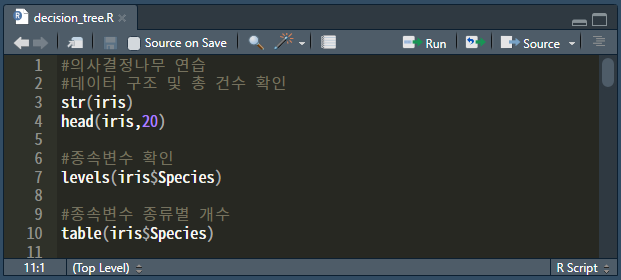 decision_tree.R
Source on Save
Run
Source
1 #의사결정나무 연습
2 #데이터 구조 및 총 건수 확인
3 str(iris)
4 head(iris,20)
5
6 #종속변수 확인
7 levels(iris$Species)
8
9 #종속변수 종류별 개수
10 table(iris$Species)
11
11:1 (Top Level) R Script